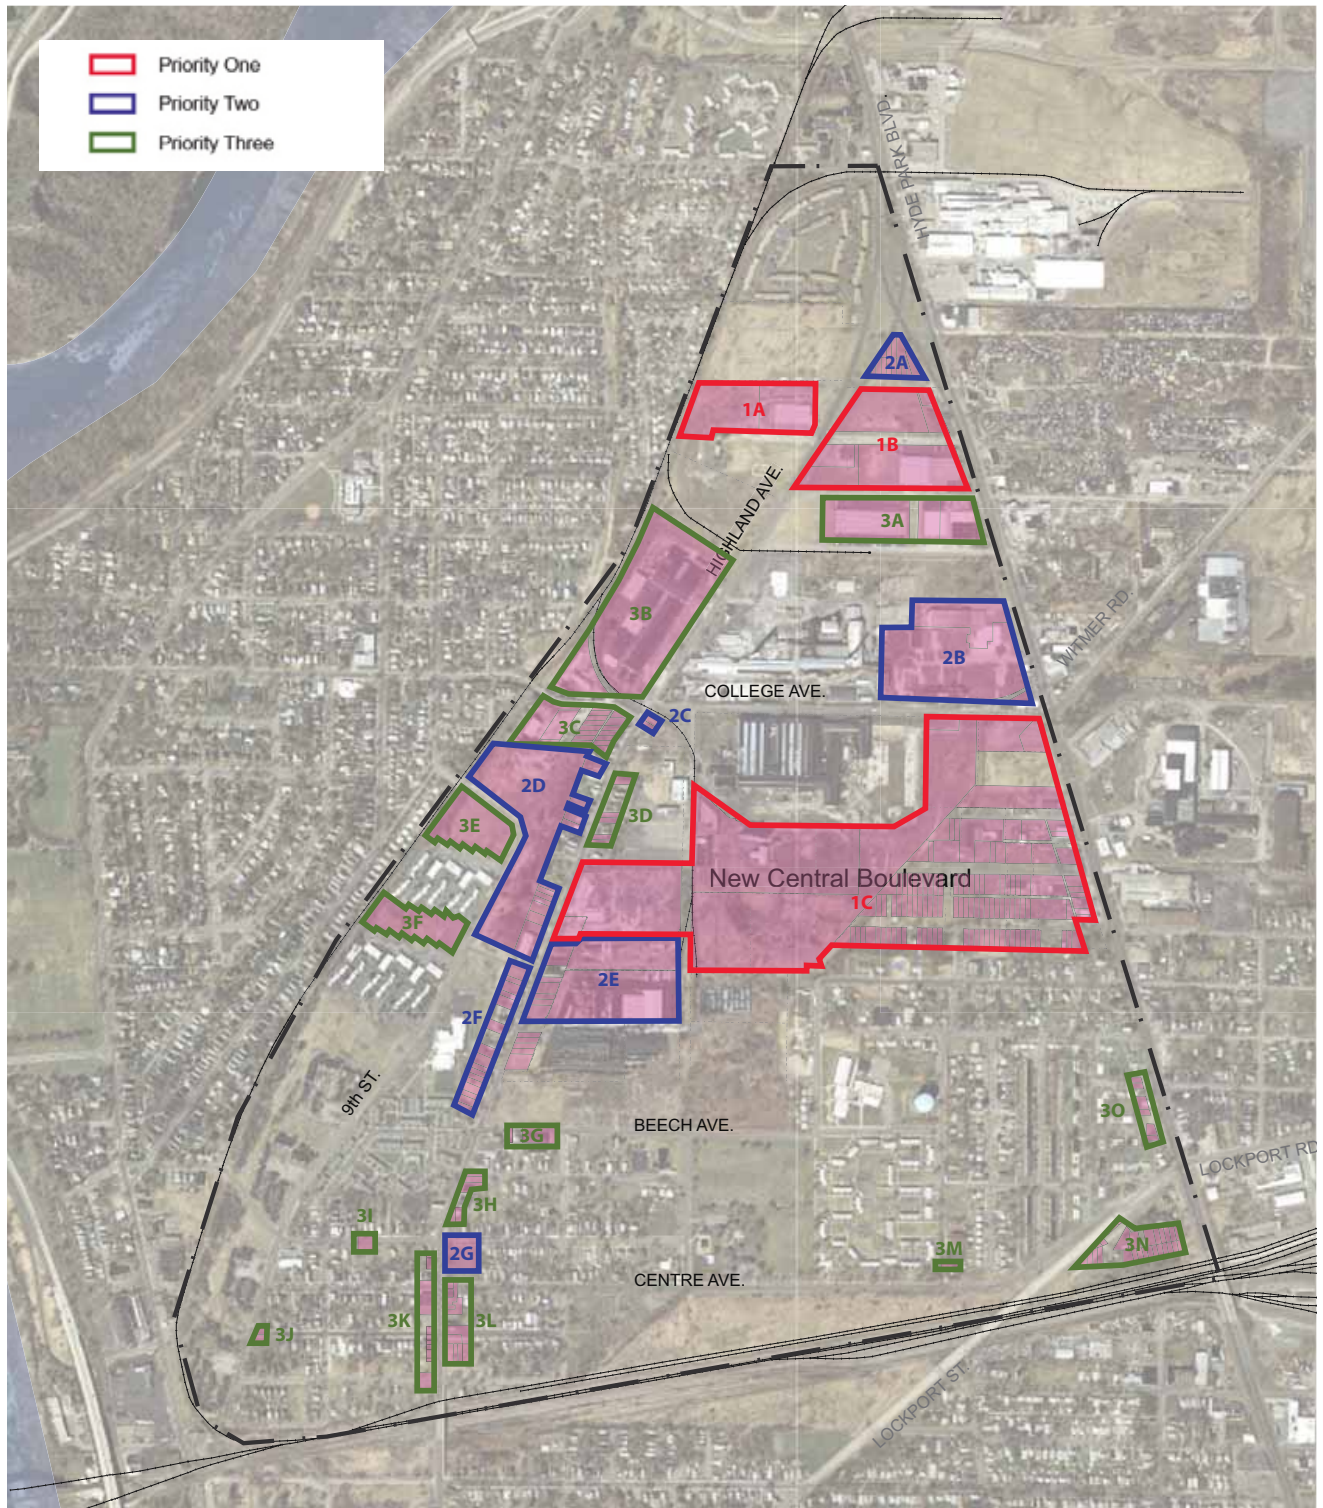 Priority One
Priority Two
Priority Three
HYDE PARK BLVD.
2A
1A
1B
HIGHLAND AVE.
3A
3B
WITMER RD.
2B
COLLEGE AVE.
2C
3C
2D
3D
3E
New Central Boulevard
1C
3F
2E
2F
9th ST.
BEECH AVE.
3G
3O
LOCKPORT RD
3H
3I
2G
3M
3N
CENTRE AVE.
3K
3L
3J
LOCKPORT ST.